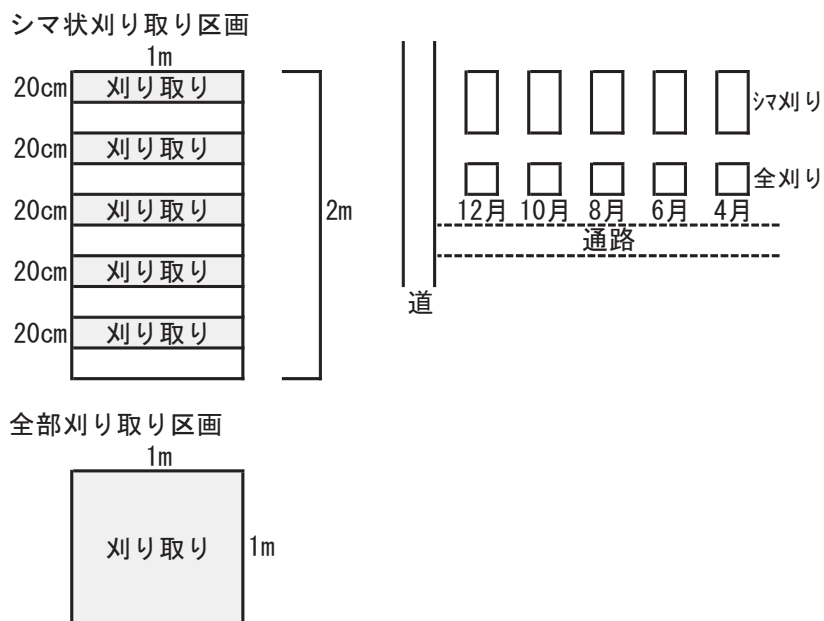 シマ状刈り取り区画
1m
20cm 刈り取り
20cm 刈り取り
20cm 刈り取り
20cm 刈り取り
20cm 刈り取り
2m
全部刈り取り区画
1m
刈り取り 1m
シマ刈り
全刈り
12月 10月 8月 6月 4月
通路
道